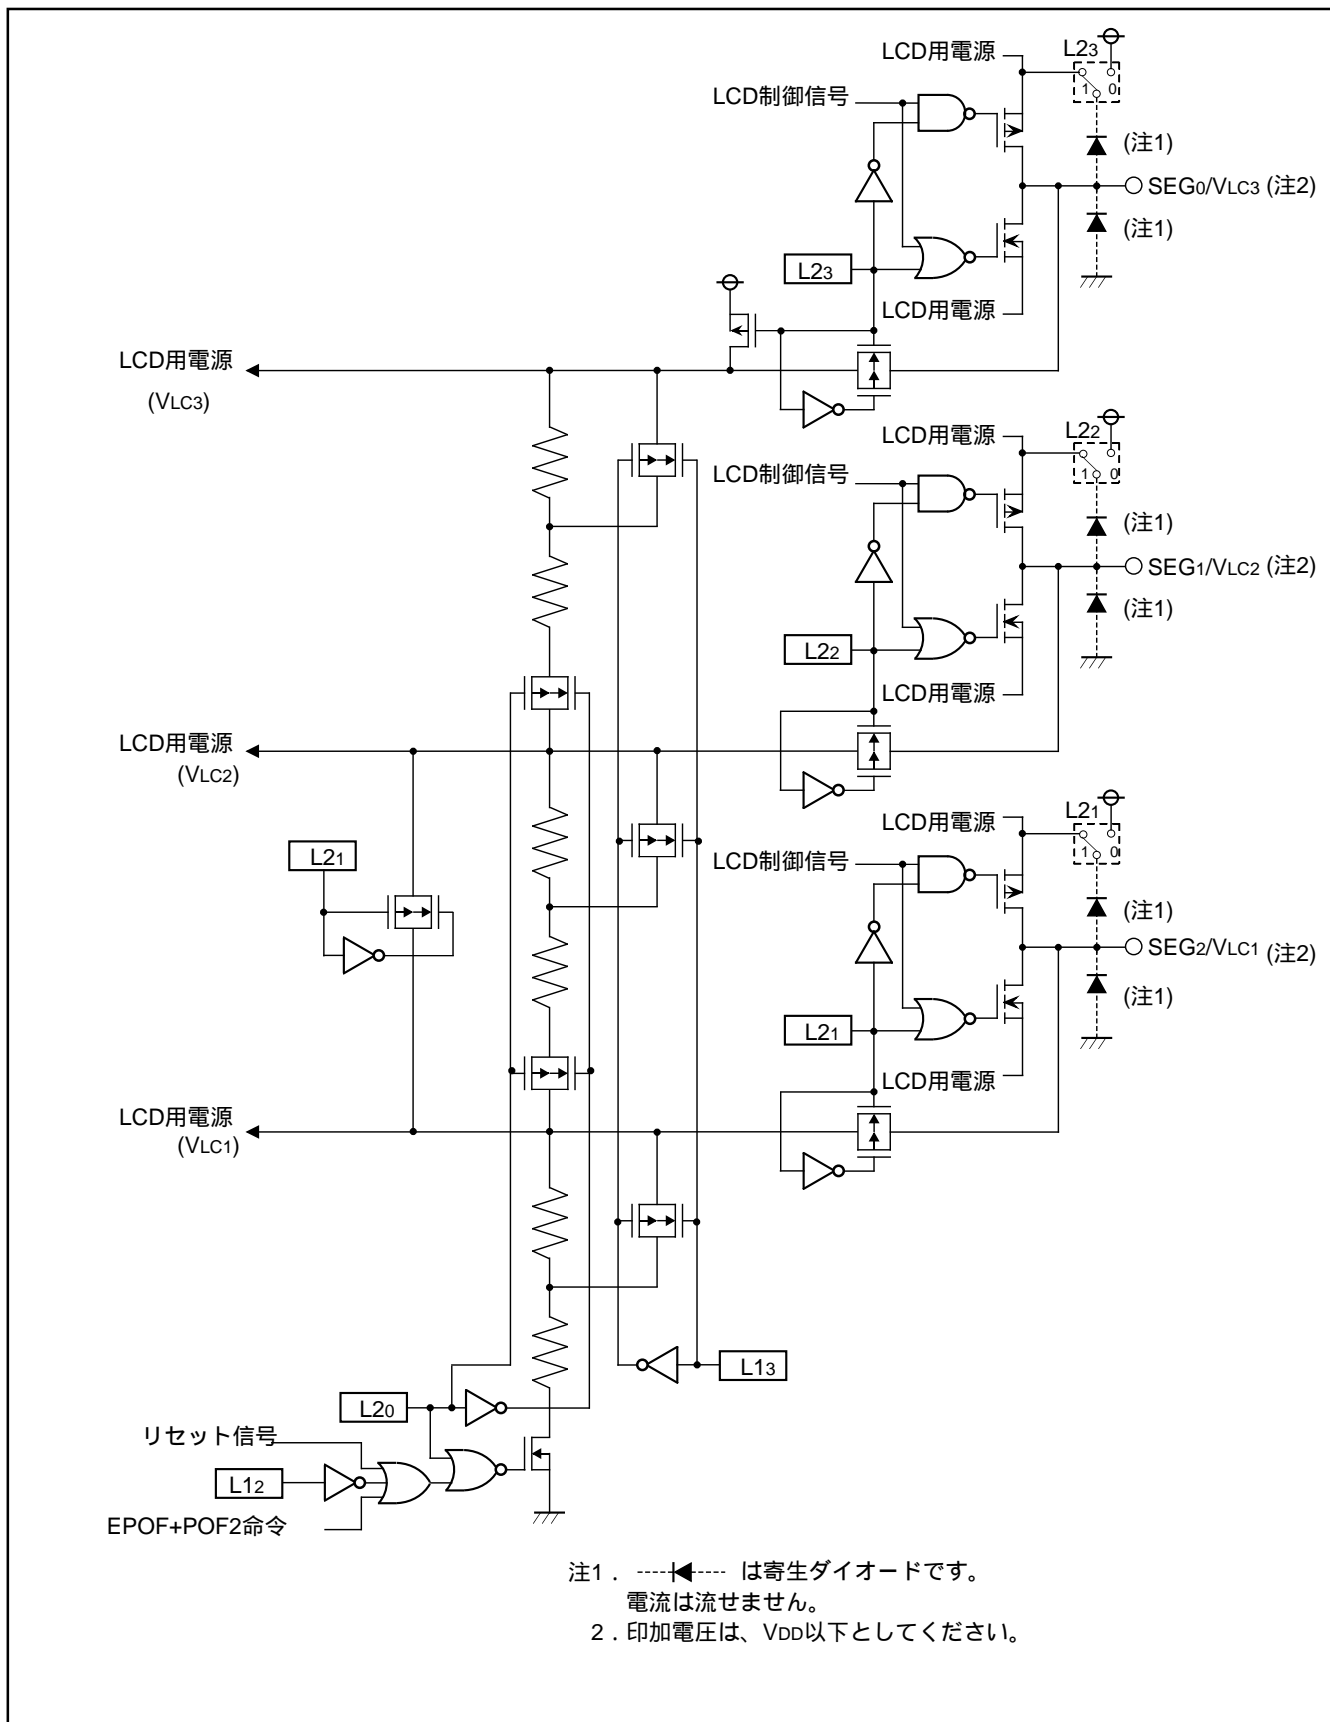 LCD用電源
L23
1 0
LCD制御信号
(注1)
SEG0/VLC3 (注2)
(注1)
L23
LCD用電源
LCD用電源
(VLC3)
LCD用電源
L22
1 0
LCD制御信号
(注1)
SEG1/VLC2 (注2)
(注1)
L22
LCD用電源
LCD用電源
(VLC2)
LCD用電源
L21
1 0
L21
LCD制御信号
(注1)
SEG2/VLC1 (注2)
(注1)
L21
LCD用電源
LCD用電源
(VLC1)
L13
L20
リセット信号
L12
EPOF+POF2命令
注1. は寄生ダイオードです。
電流は流せません。
2.印加電圧は、VDD以下としてください。